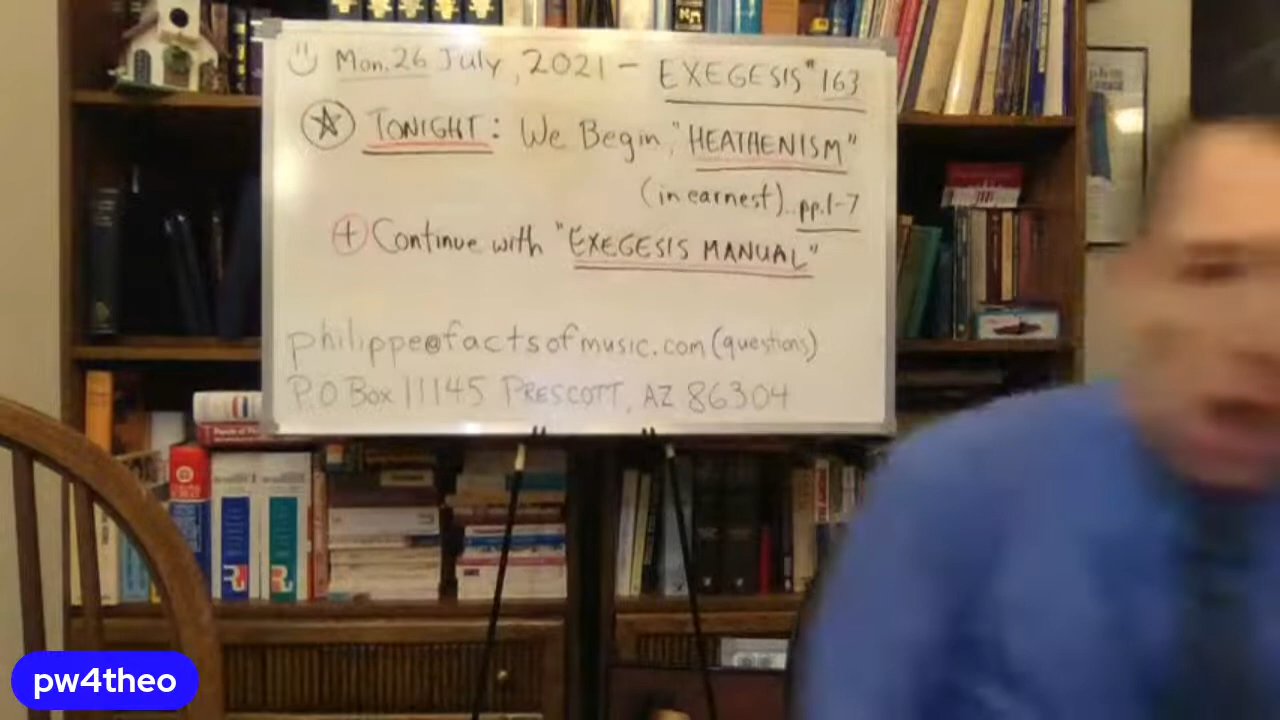 Mon. 26 July, 2021 - EXEGESIS #163
TONIGHT: We Begin, "HEATHENISM"
(in earnest)...pp.1-7
+ Continue with "EXEGESIS MANUAL"
philippe@factsofmusic.com (questions)
P.O Box 11145 PRESCOTT, AZ 86304
pw4theo